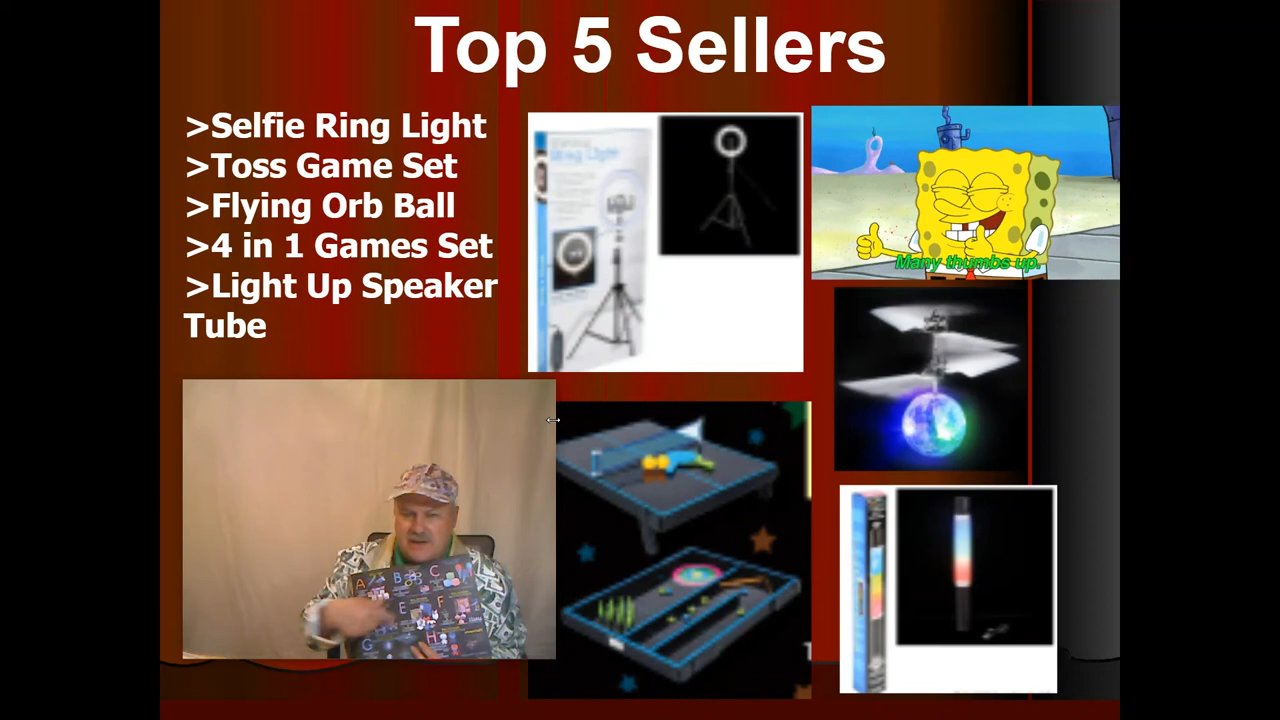 Top 5 Sellers
>Selfie Ring Light
>Toss Game Set
>Flying Orb Ball
>4 in 1 Games Set
>Light Up Speaker
Tube
Ring Light
Many thumbs up.
A B C
E F
G H